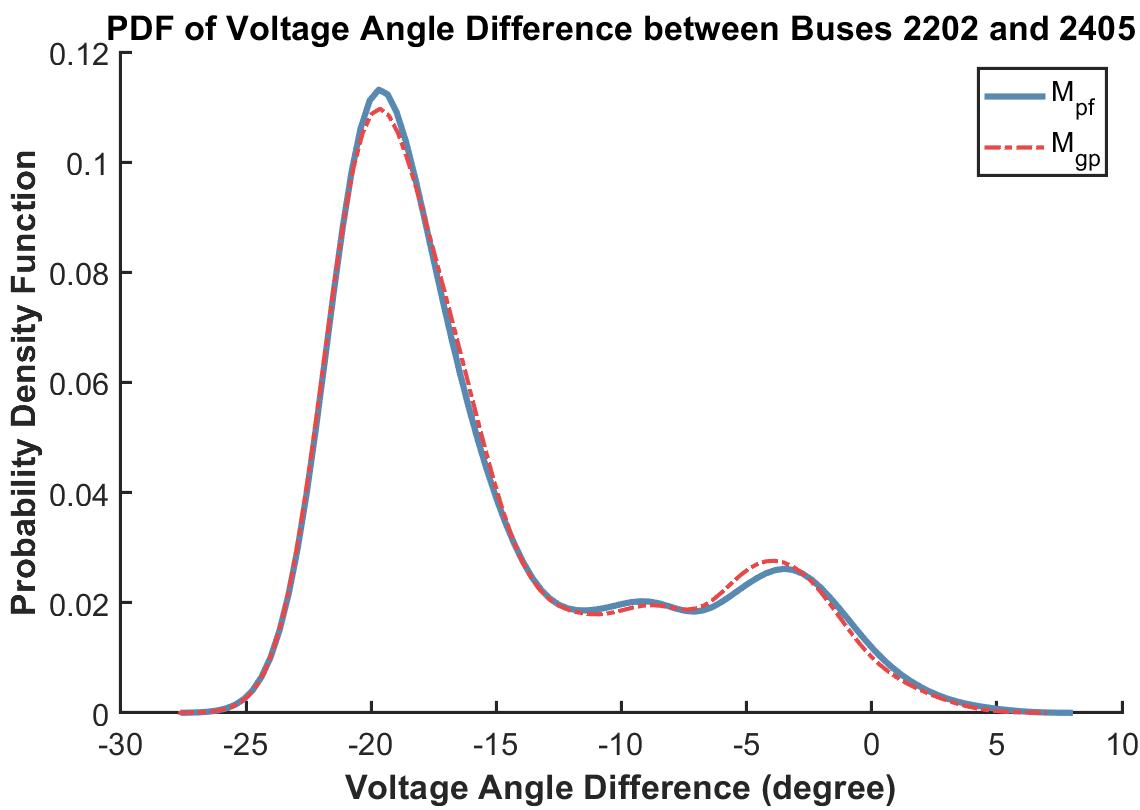 PDF of Voltage Angle Difference between Buses 2202 and 2405
0.12
0.1
0.08
0.06
0.04
0.02
0
Probability Density Function
M_pf
M_gp
-30 -25 -20 -15 -10 -5 0 5 10
Voltage Angle Difference (degree)